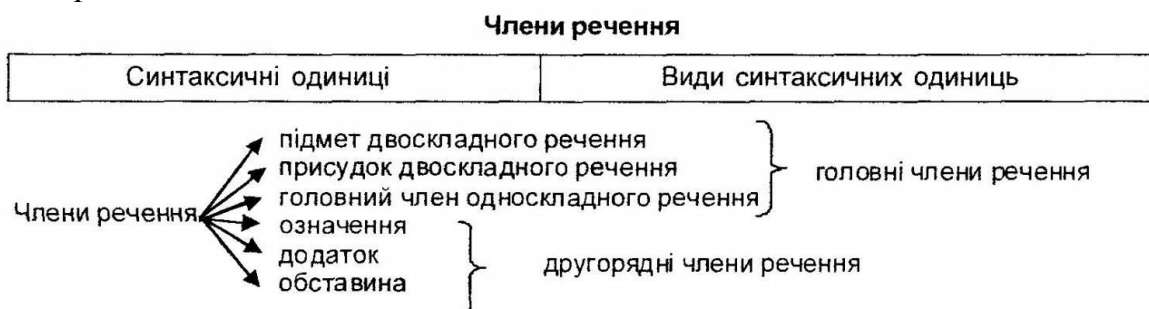 Члени речення
Синтаксичні одиниці Види синтаксичних одиниць
підмет двоскладного речення
присудок двоскладного речення
головний член односкладного речення
головні члени речення
Члени речення
означення
додаток
обставина
другорядні члени речення